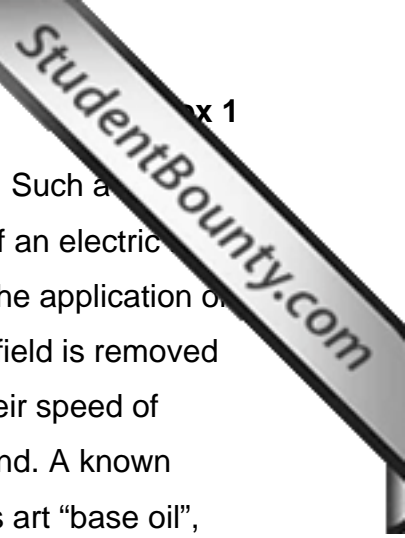 StudentBounty.com
x 1
Such a
f an electric
he application o
field is removed
eir speed of
nd. A known
s art “base oil”,